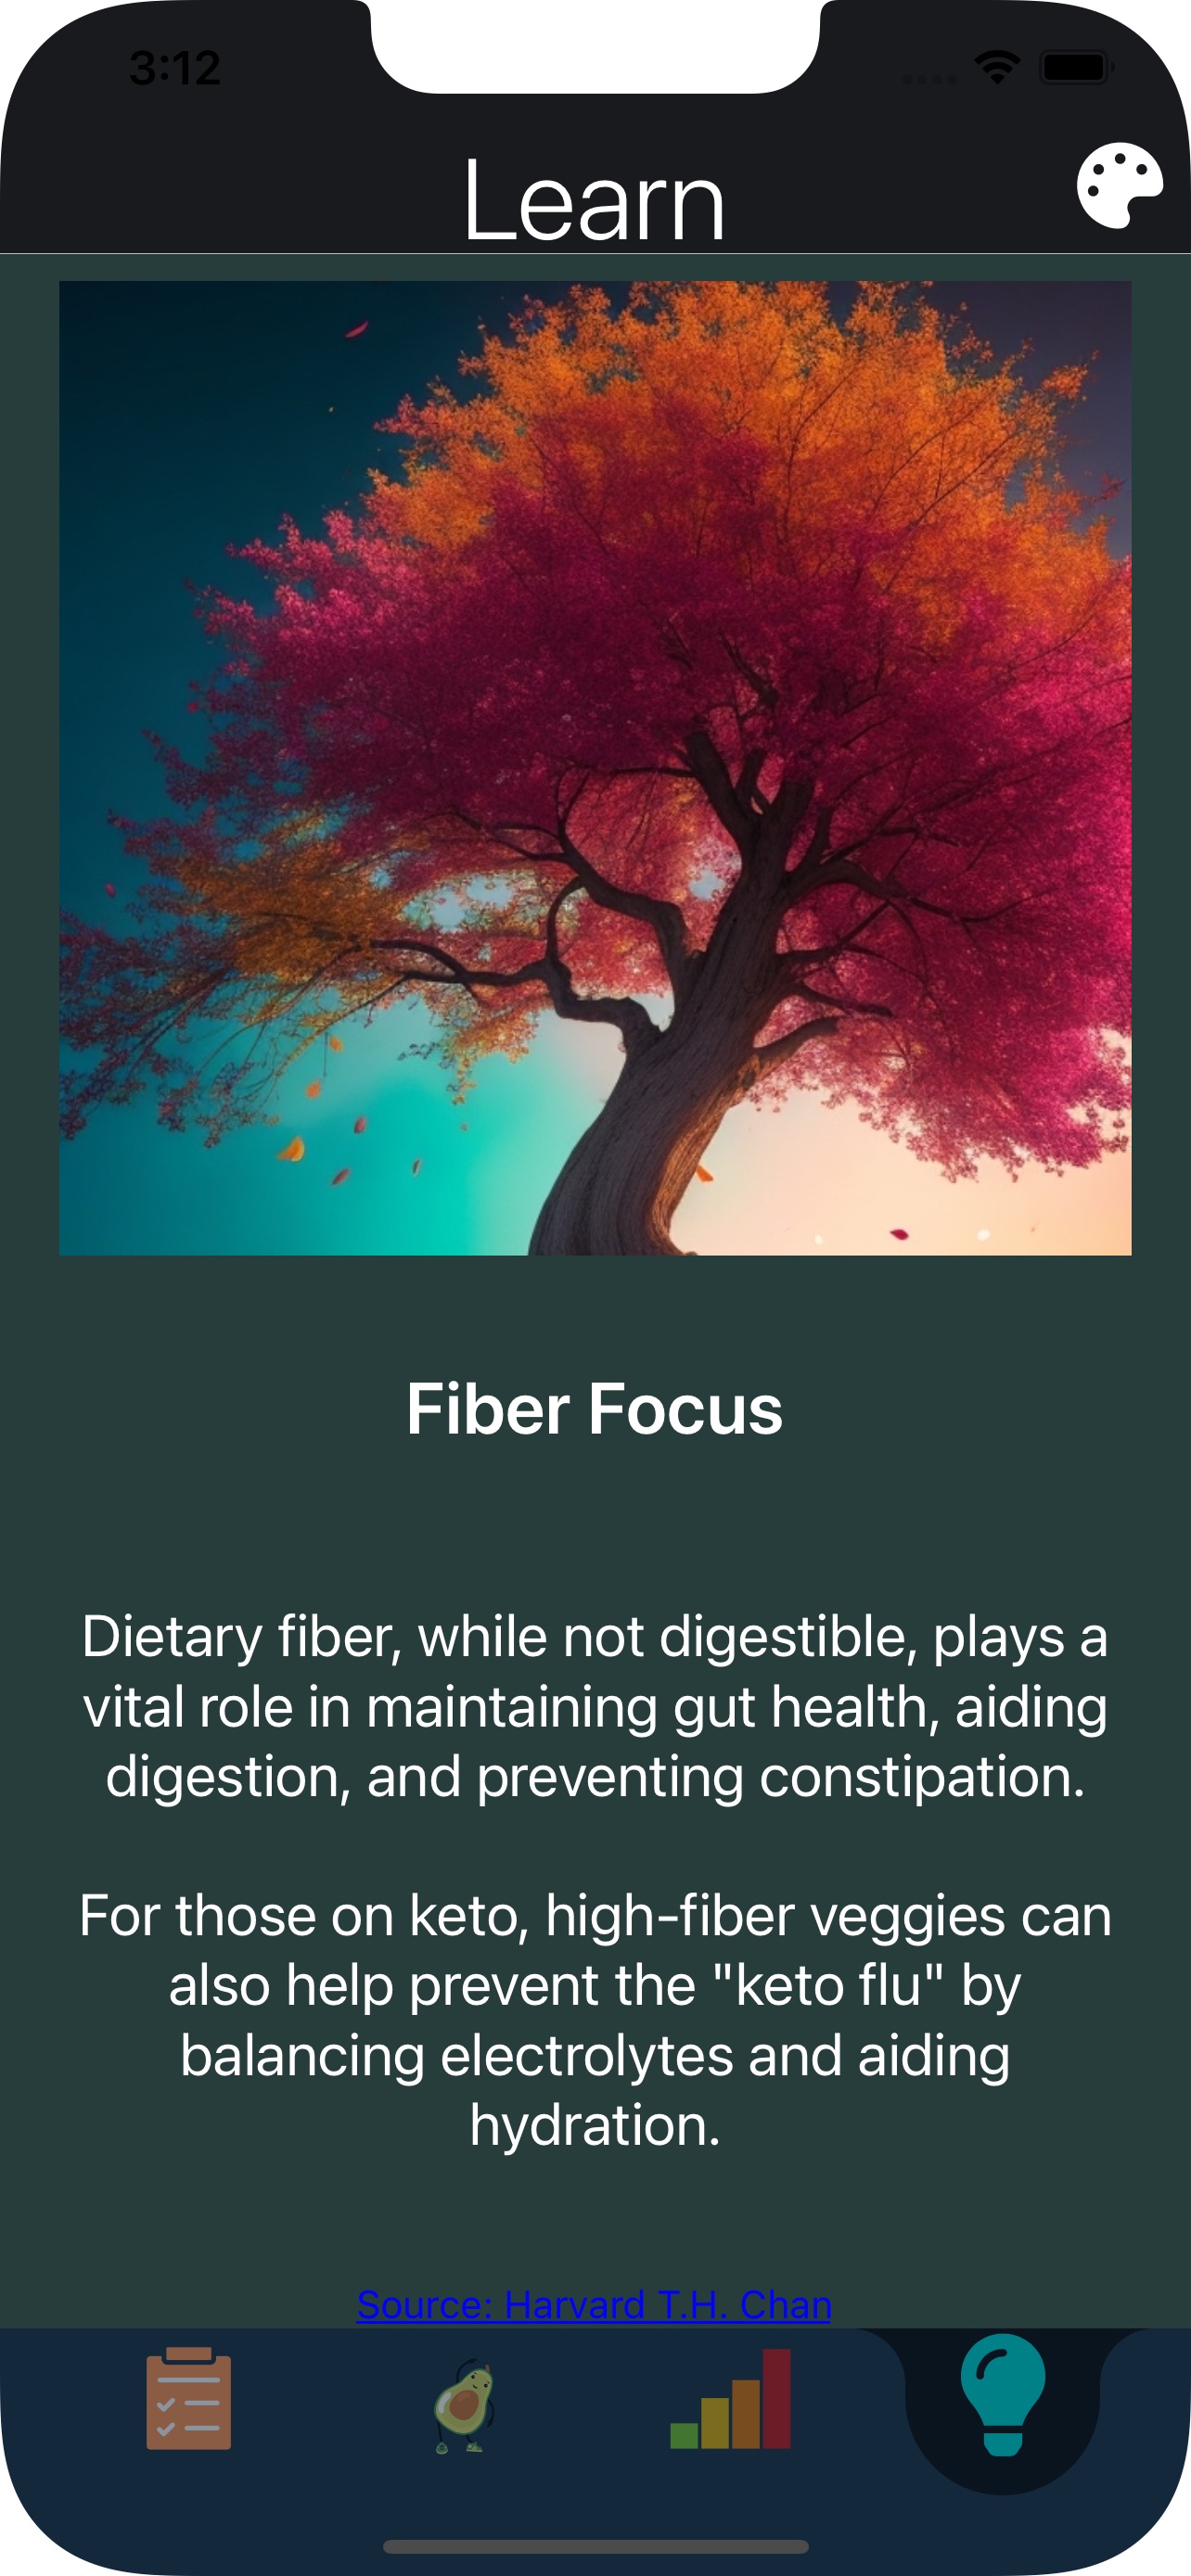 3:12
Learn
Fiber Focus
Dietary fiber, while not digestible, plays a
vital role in maintaining gut health, aiding
digestion, and preventing constipation.
For those on keto, high-fiber veggies can
also help prevent the "keto flu" by
balancing electrolytes and aiding
hydration.
Source: Harvard T.H. Chan